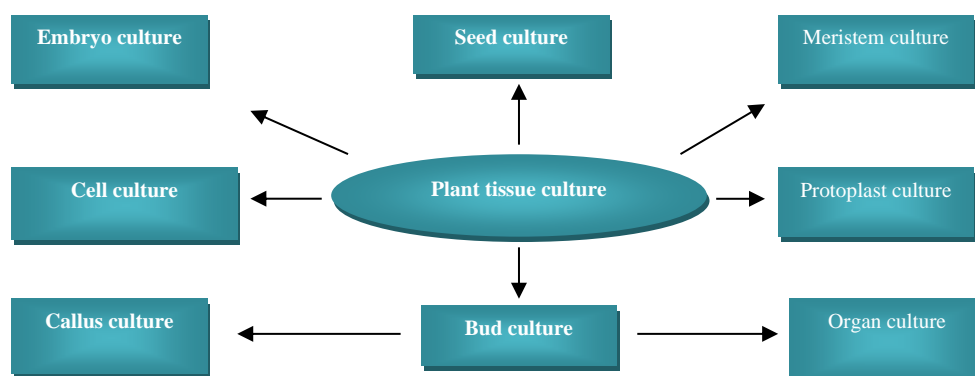 Embryo culture
Seed culture
Meristem culture
Cell culture
Plant tissue culture
Protoplast culture
Callus culture
Bud culture
Organ culture